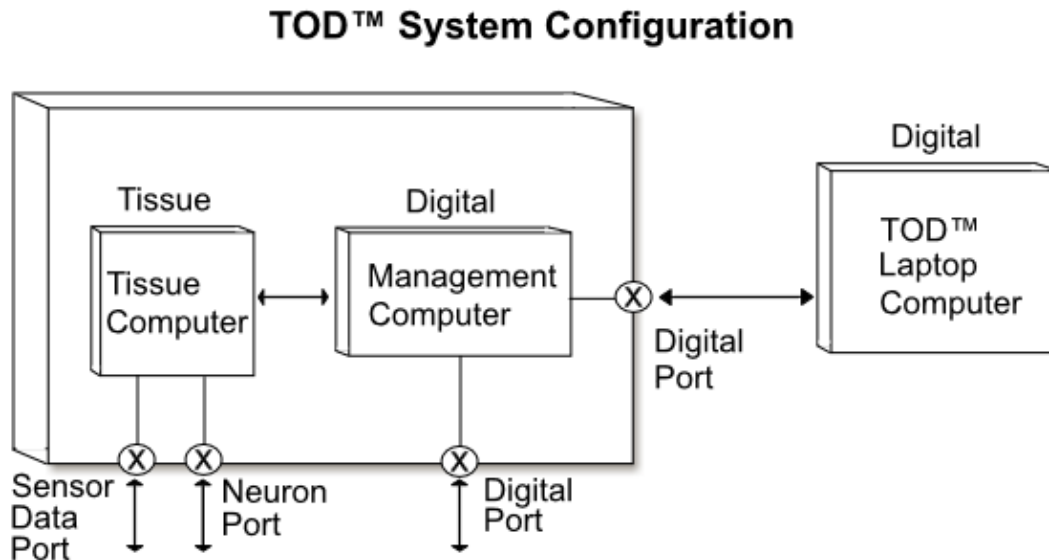 TOD™ System Configuration
Tissue
Tissue
Computer
Digital
Management
Computer
Digital
TOD™
Laptop
Computer
X
Digital
Port
X
X
X
Sensor
Data
Port
Neuron
Port
Digital
Port